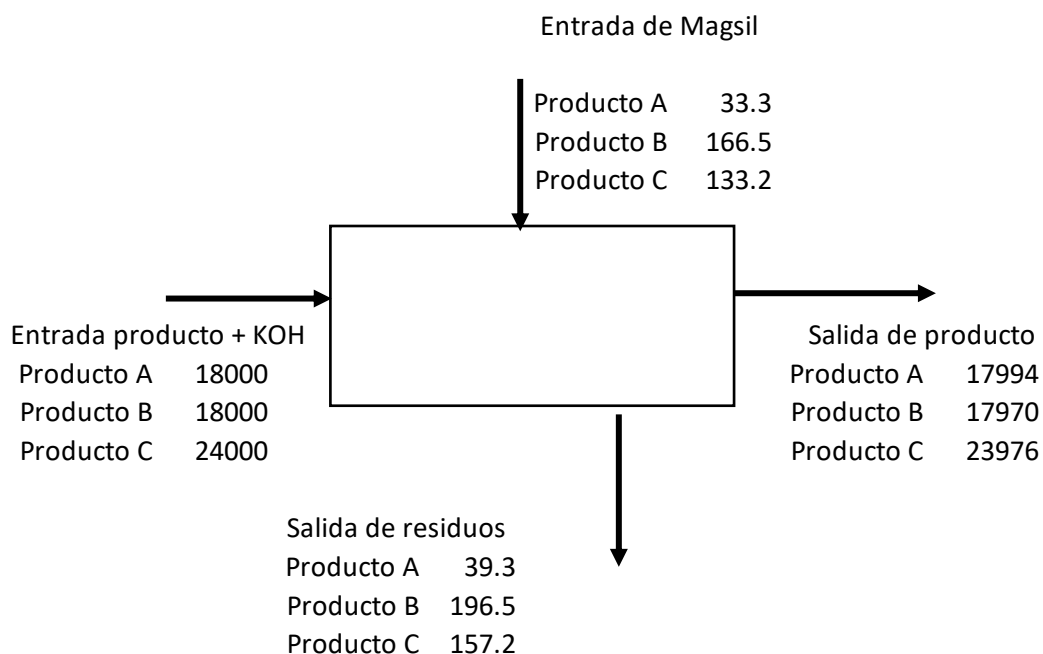 Entrada de Magsil
Producto A 33.3
Producto B 166.5
Producto C 133.2
Entrada producto + KOH
Producto A 18000
Producto B 18000
Producto C 24000
Salida de producto
Producto A 17994
Producto B 17970
Producto C 23976
Salida de residuos
Producto A 39.3
Producto B 196.5
Producto C 157.2